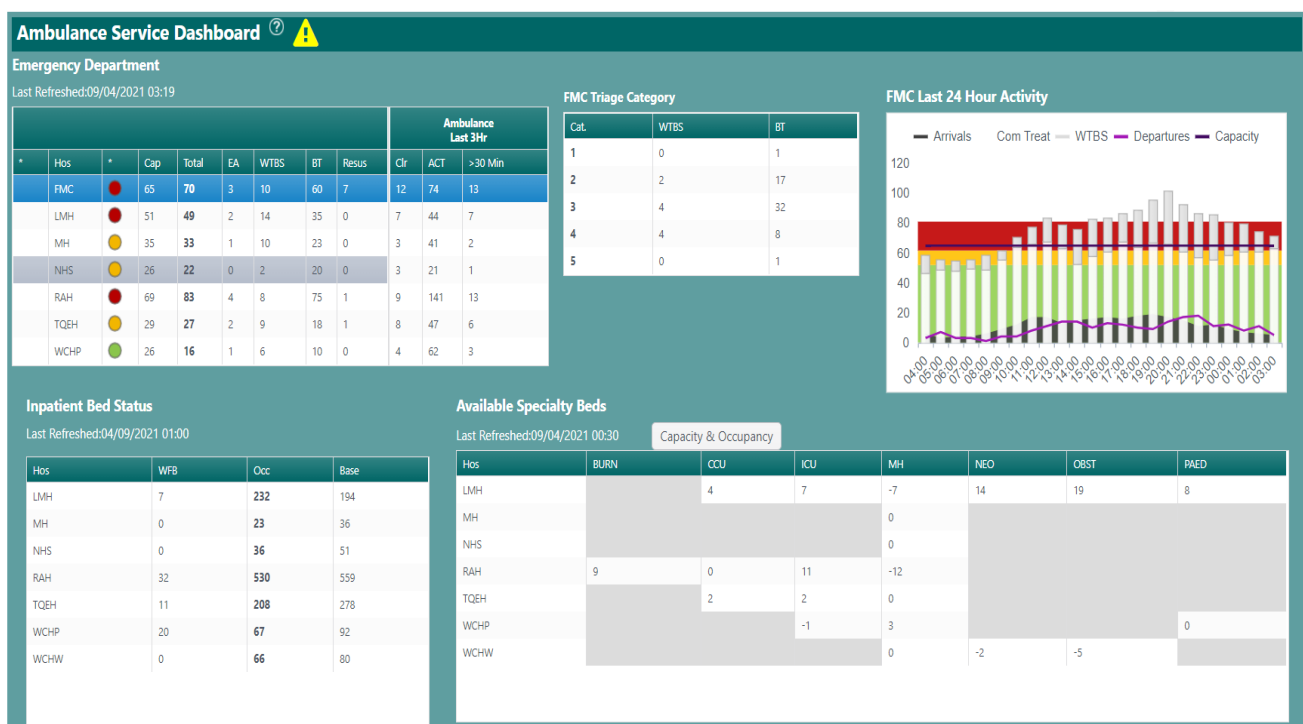 Ambulance Service Dashboard ? !
Emergency Department
Last Refreshed:09/04/2021 03:19
Ambulance
Last 3Hr
* Hos * Cap Total EA WTBS BT Resus Clr ACT >30 Min
FMC 65 70 3 10 60 7 12 74 13
LMH 51 49 2 14 35 0 7 44 7
MH 35 33 1 10 23 0 3 41 2
NHS 26 22 0 2 20 0 3 21 1
RAH 69 83 4 8 75 1 9 141 13
TQEH 29 27 2 9 18 1 8 47 6
WCHP 26 16 1 6 10 0 4 62 3
FMC Triage Category
Cat. WTBS BT
1 0 1
2 2 17
3 4 32
4 4 8
5 0 1
FMC Last 24 Hour Activity
Arrivals Com Treat WTBS Departures Capacity
120
100
80
60
40
20
0
04:00 05:00 06:00 07:00 08:00 09:00 10:00 11:00 12:00 13:00 14:00 15:00 16:00 17:00 18:00 19:00 20:00 21:00 22:00 23:00 00:00 01:00 02:00 03:00
Inpatient Bed Status
Last Refreshed:04/09/2021 01:00
Hos WFB Occ Base
LMH 7 232 194
MH 0 23 36
NHS 0 36 51
RAH 32 530 559
TQEH 11 208 278
WCHP 20 67 92
WCHW 0 66 80
Available Specialty Beds
Last Refreshed:09/04/2021 00:30 Capacity & Occupancy
Hos BURN CCU ICU MH NEO OBST PAED
LMH 4 7 -7 14 19 8
MH 0
NHS 0
RAH 9 0 11 -12
TQEH 2 2 0
WCHP -1 3 0
WCHW 0 -2 -5